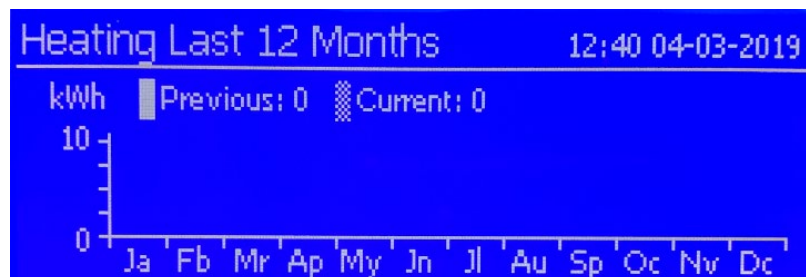 Heating Last 12 Months 12:40 04-03-2019
kWh Previous: 0 Current: 0
10
0
Ja Fb Mr Ap My Jn Jl Au Sp Oc Nv Dc